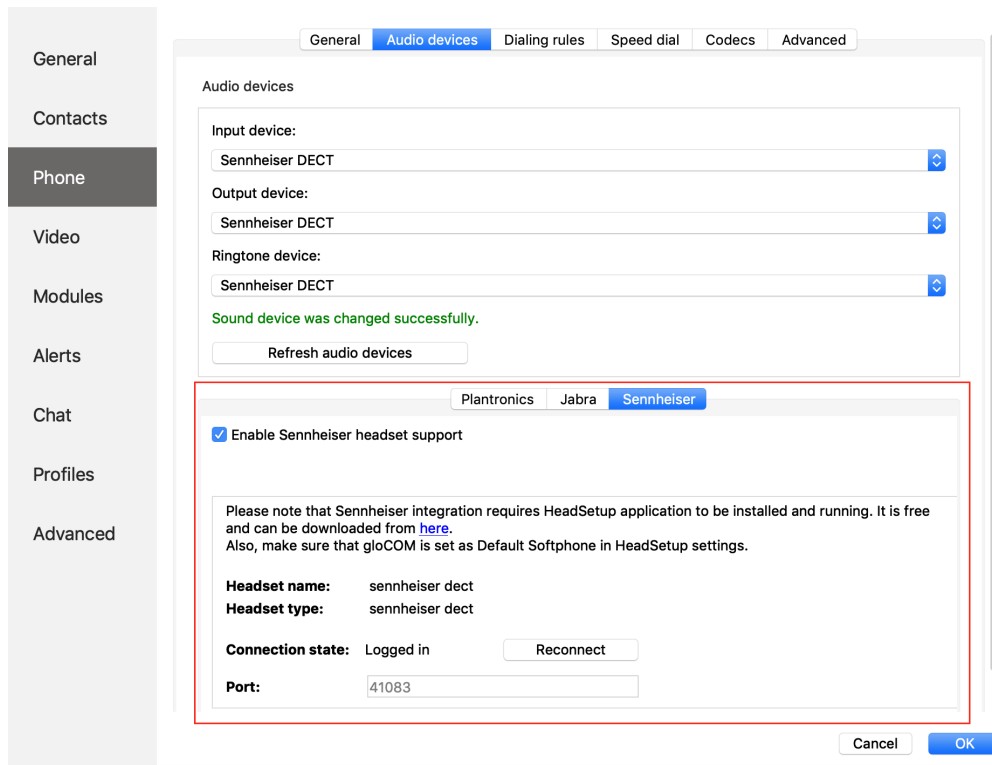 General
Contacts
Phone
Video
Modules
Alerts
Chat
Profiles
Advanced
General Audio devices Dialing rules Speed dial Codecs Advanced
Audio devices
Input device:
Sennheiser DECT
Output device:
Sennheiser DECT
Ringtone device:
Sennheiser DECT
Sound device was changed successfully.
Refresh audio devices
Plantronics Jabra Sennheiser
Enable Sennheiser headset support
Please note that Sennheiser integration requires HeadSetup application to be installed and running. It is free
and can be downloaded from here.
Also, make sure that gloCOM is set as Default Softphone in HeadSetup settings.
Headset name: sennheiser dect
Headset type: sennheiser dect
Connection state: Logged in Reconnect
Port: 41083
Cancel OK